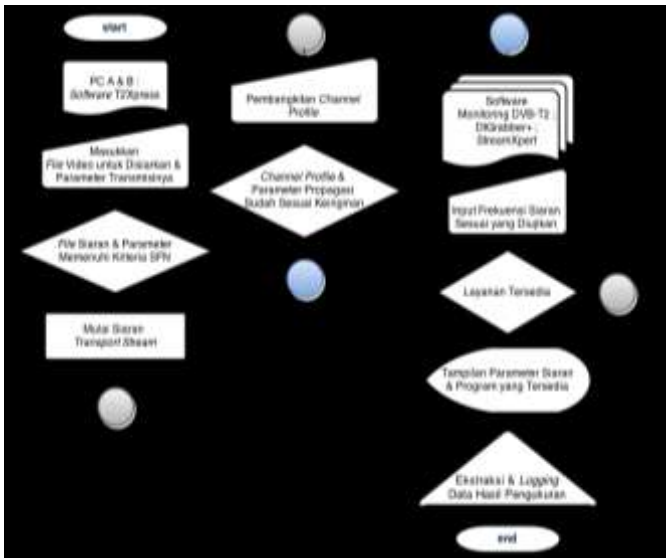 start
PC A & B :
Software T2Xpress
Masukkan
File Video untuk Disiarkan &
Parameter Transmisinya
File Siaran & Parameter
Memenuhi Kriteria SFN
Mulai Siaran
Transport Stream
Pembangkitan Channel
Profile
Channel Profile &
Parameter Propagasi
Sudah Sesuai Keinginan
Software
Monitoring DVB-T2 :
DKGrabber+ :
StreamXpert
Input Frekuensi Siaran
Sesuai yang Diujikan
Layanan Tersedia
Tampilan Parameter Siaran
& Program yang Tersedia
Ekstraksi & Logging
Data Hasil Pengukuran
end